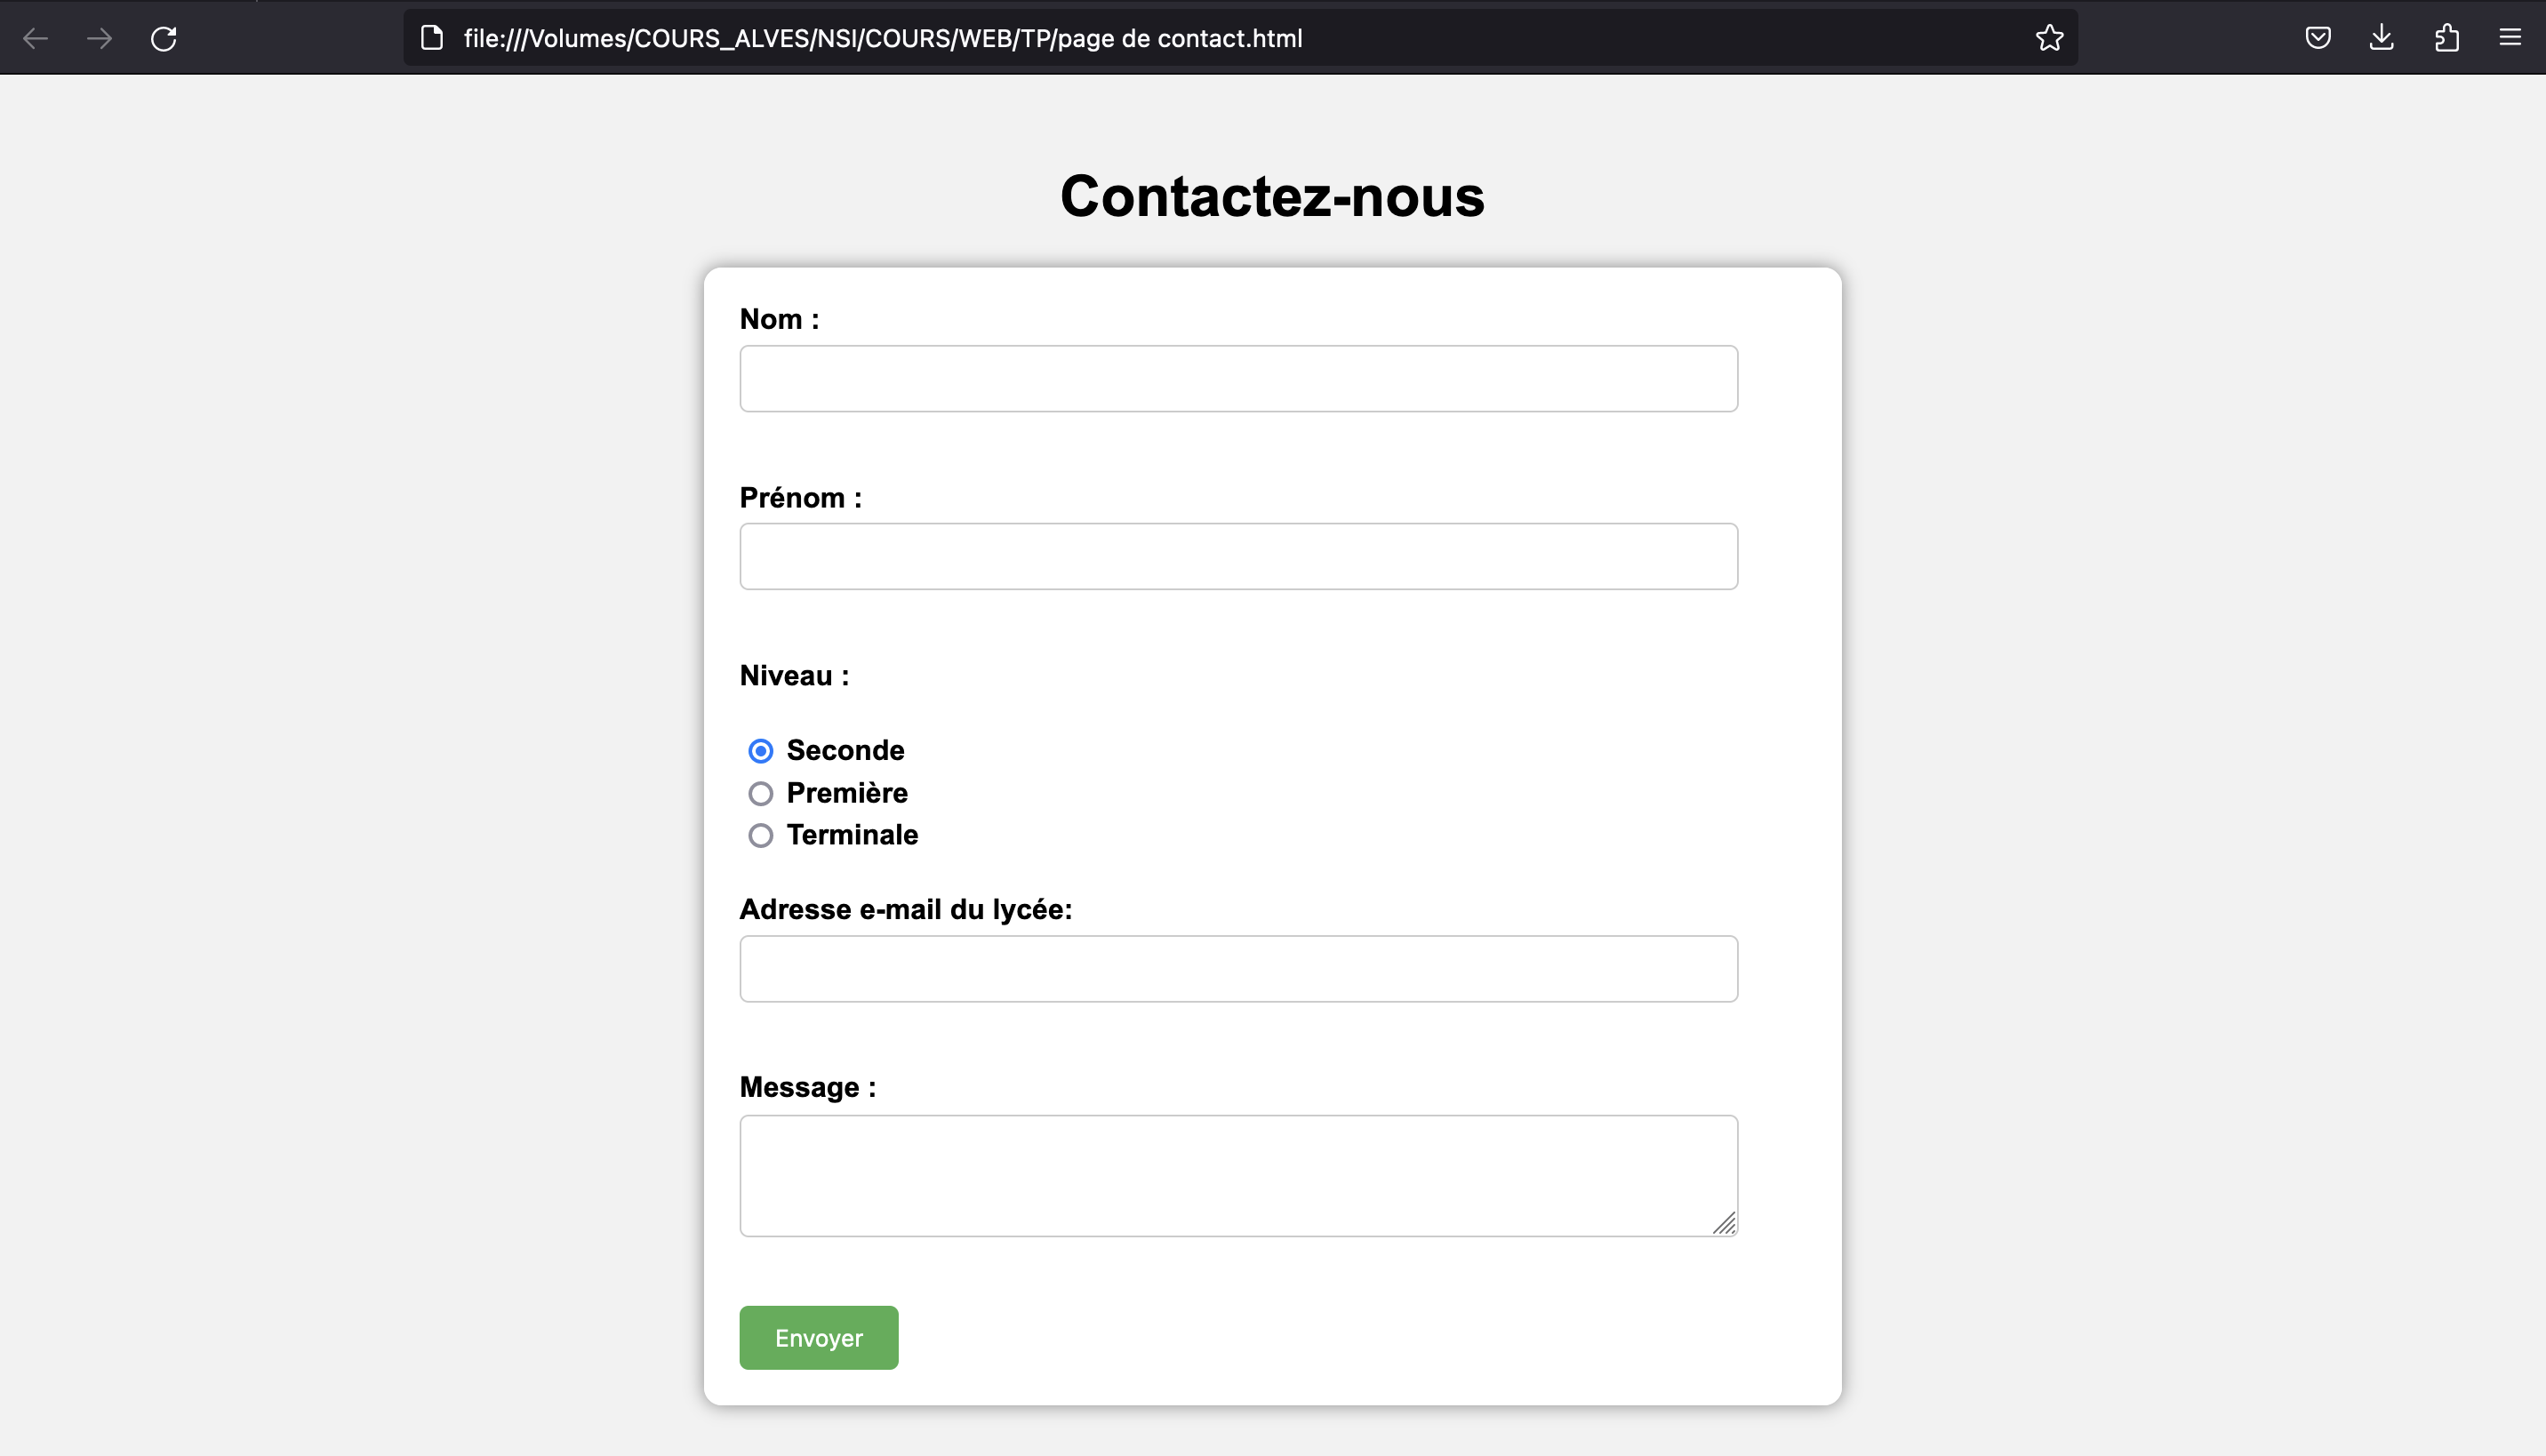 file:///Volumes/COURS_ALVES/NSI/COURS/WEB/TP/page de contact.html
Contactez-nous
Nom :
Prénom :
Niveau :
Seconde
Première
Terminale
Adresse e-mail du lycée:
Message :
Envoyer